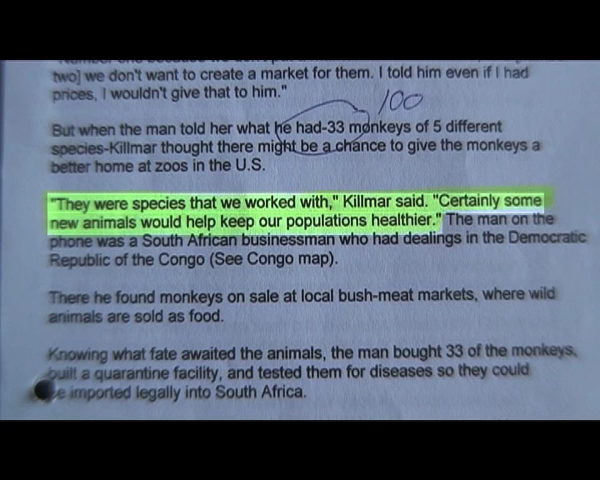 two] we don't want to create a market for them. I told him even if I had
prices, I wouldn't give that to him."
100
But when the man told her what he had-33 monkeys of 5 different
species-Killmar thought there might be a chance to give the monkeys a
better home at zoos in the U.S.
"They were species that we worked with," Killmar said. "Certainly some
new animals would help keep our populations healthier." The man on the
phone was a South African businessman who had dealings in the Democratic
Republic of the Congo (See Congo map).
There he found monkeys on sale at local bush-meat markets, where wild
animals are sold as food.
Knowing what fate awaited the animals, the man bought 33 of the monkeys,
built a quarantine facility, and tested them for diseases so they could
be imported legally into South Africa.